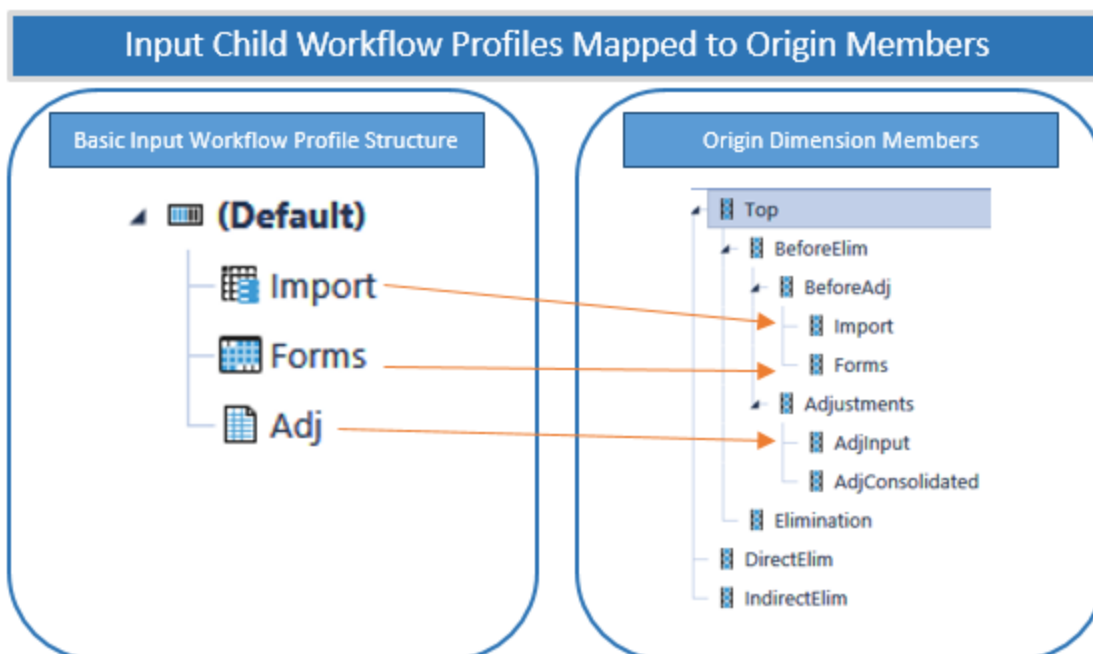 Input Child Workflow Profiles Mapped to Origin Members
Basic Input Workflow Profile Structure
(Default)
Import
Forms
Adj
Origin Dimension Members
Top
BeforeElim
BeforeAdj
Import
Forms
Adjustments
AdjInput
AdjConsolidated
Elimination
DirectElim
IndirectElim